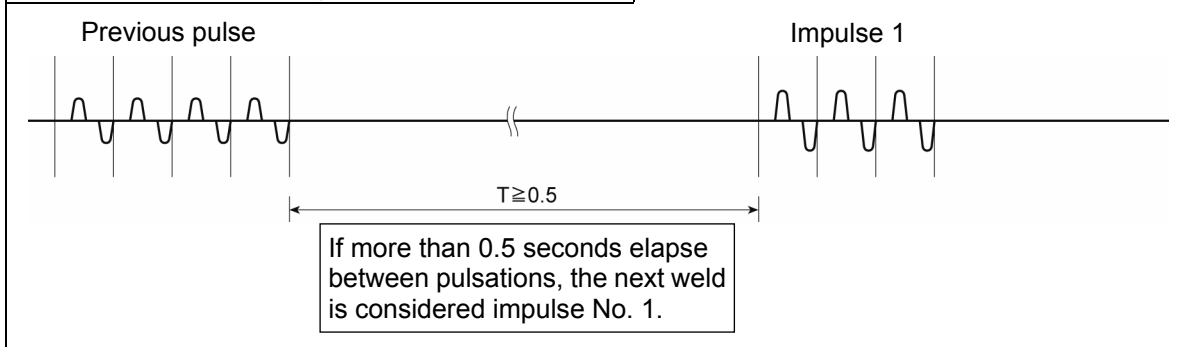 Previous pulse
Impulse 1
T≧0.5
If more than 0.5 seconds elapse
between pulsations, the next weld
is considered impulse No. 1.